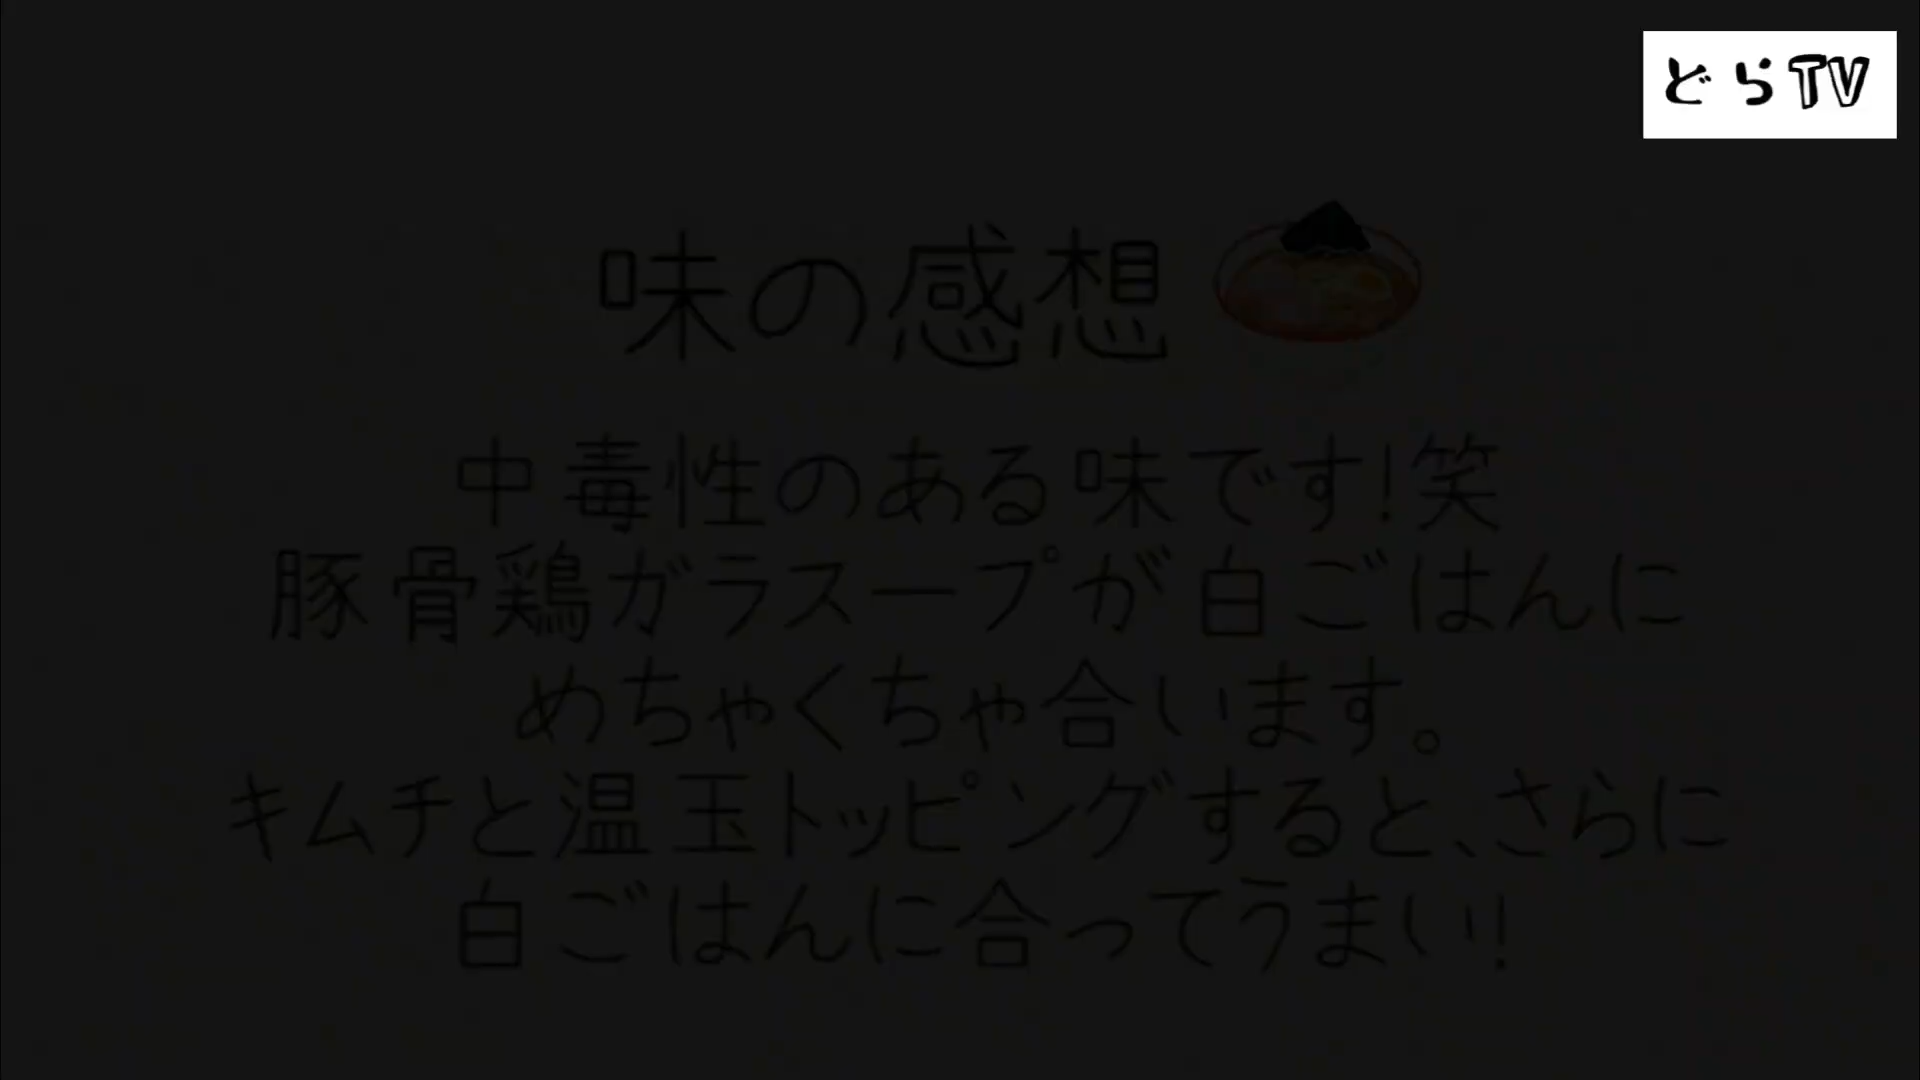 どらTV
味の感想
中毒性のある味です!笑
豚骨鶏ガラスープが白ごはんに
めちゃくちゃ合います。
キムチと温玉トッピングすると、さらに
白ごはんに合ってうまい!